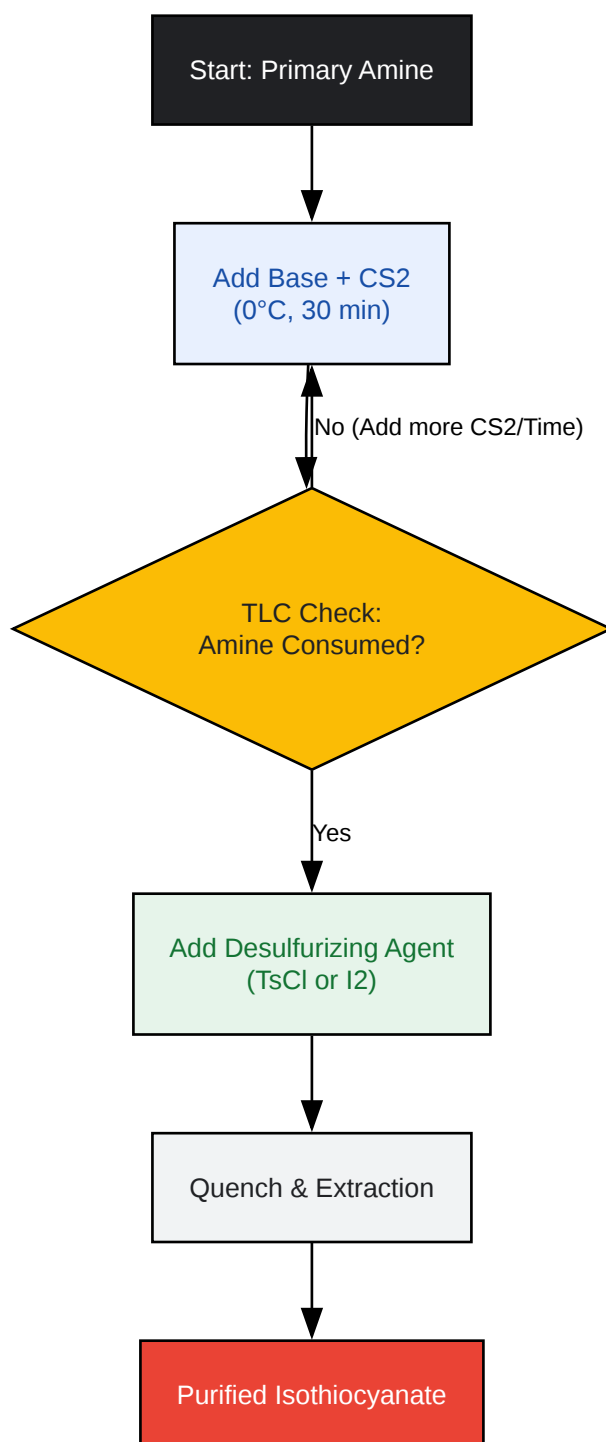 Start: Primary Amine
Add Base + CS2
(0°C, 30 min)
No (Add more CS2/Time)
TLC Check:
Amine Consumed?
Yes
Add Desulfurizing Agent
(TsCl or I2)
Quench & Extraction
Purified Isothiocyanate